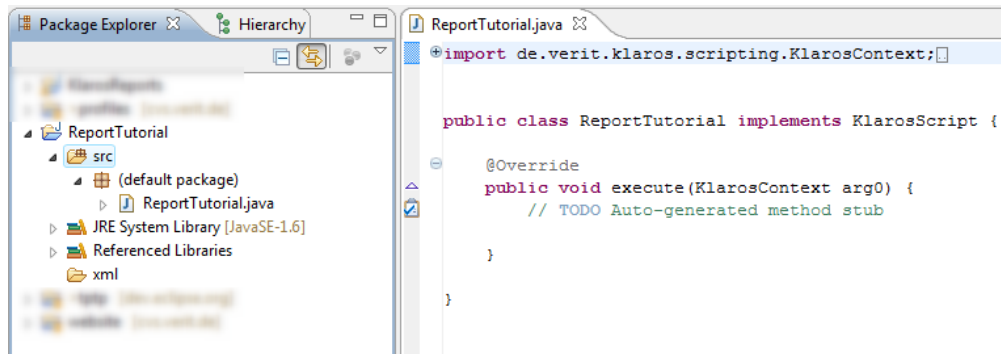 Package Explorer
Hierarchy
ReportTutorial
src
(default package)
ReportTutorial.java
JRE System Library [JavaSE-1.6]
Referenced Libraries
xml
ReportTutorial.java
import de.verit.klaros.scripting.KlarosContext;
public class ReportTutorial implements KlarosScript {
@Override
public void execute(KlarosContext arg0) {
// TODO Auto-generated method stub
}
}